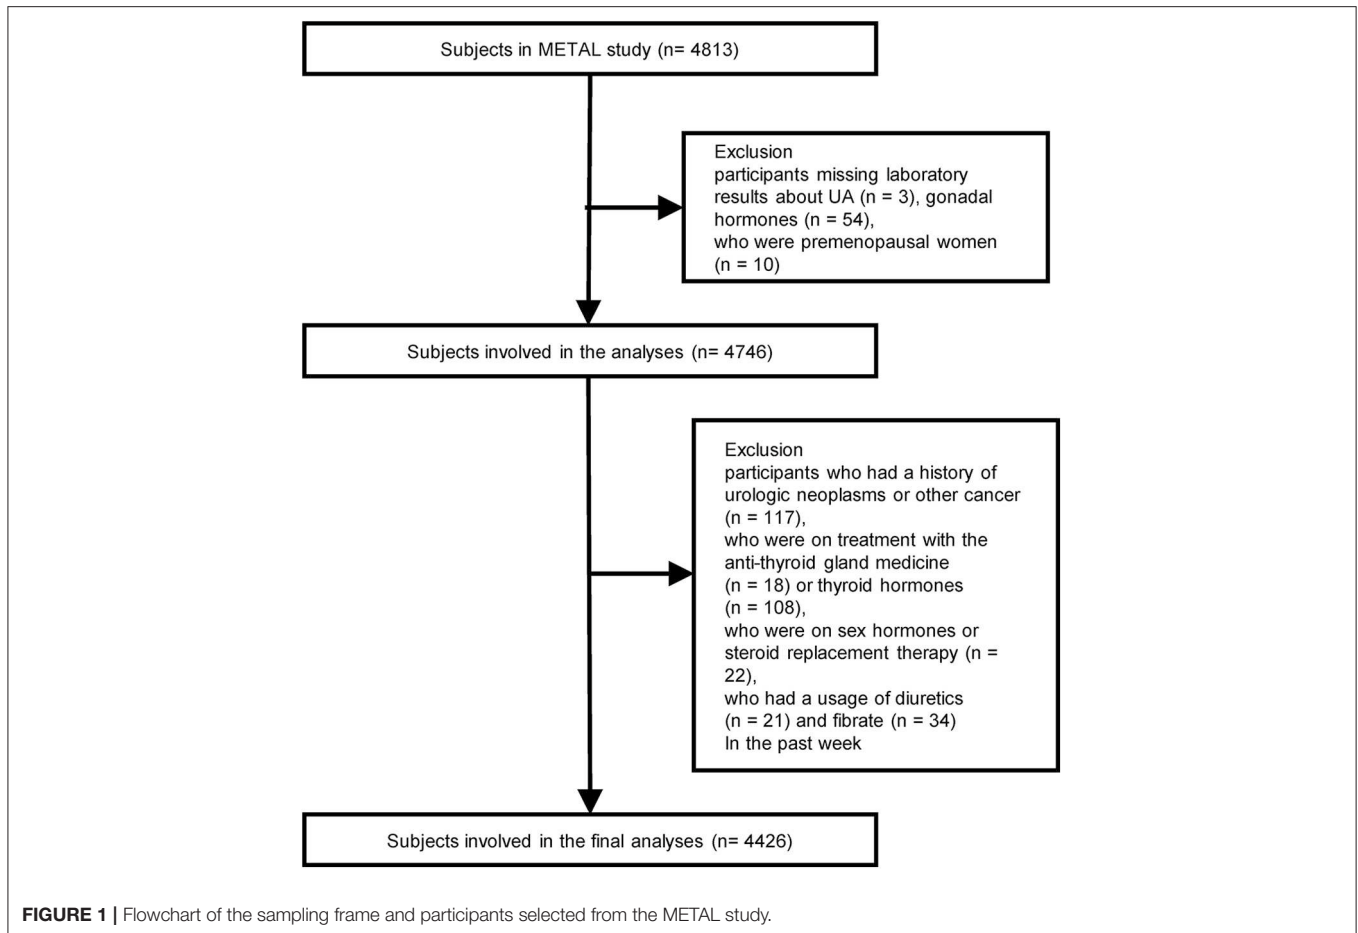 Subjects in METAL study (n= 4813)
Exclusion
participants missing laboratory
results about UA (n = 3), gonadal
hormones (n = 54),
who were premenopausal women
(n = 10)
Subjects involved in the analyses (n= 4746)
Exclusion
participants who had a history of
urologic neoplasms or other cancer
(n = 117),
who were on treatment with the
anti-thyroid gland medicine
(n = 18) or thyroid hormones
(n = 108),
who were on sex hormones or
steroid replacement therapy (n =
22),
who had a usage of diuretics
(n = 21) and fibrate (n = 34)
In the past week
Subjects involved in the final analyses (n= 4426)
FIGURE 1 | Flowchart of the sampling frame and participants selected from the METAL study.